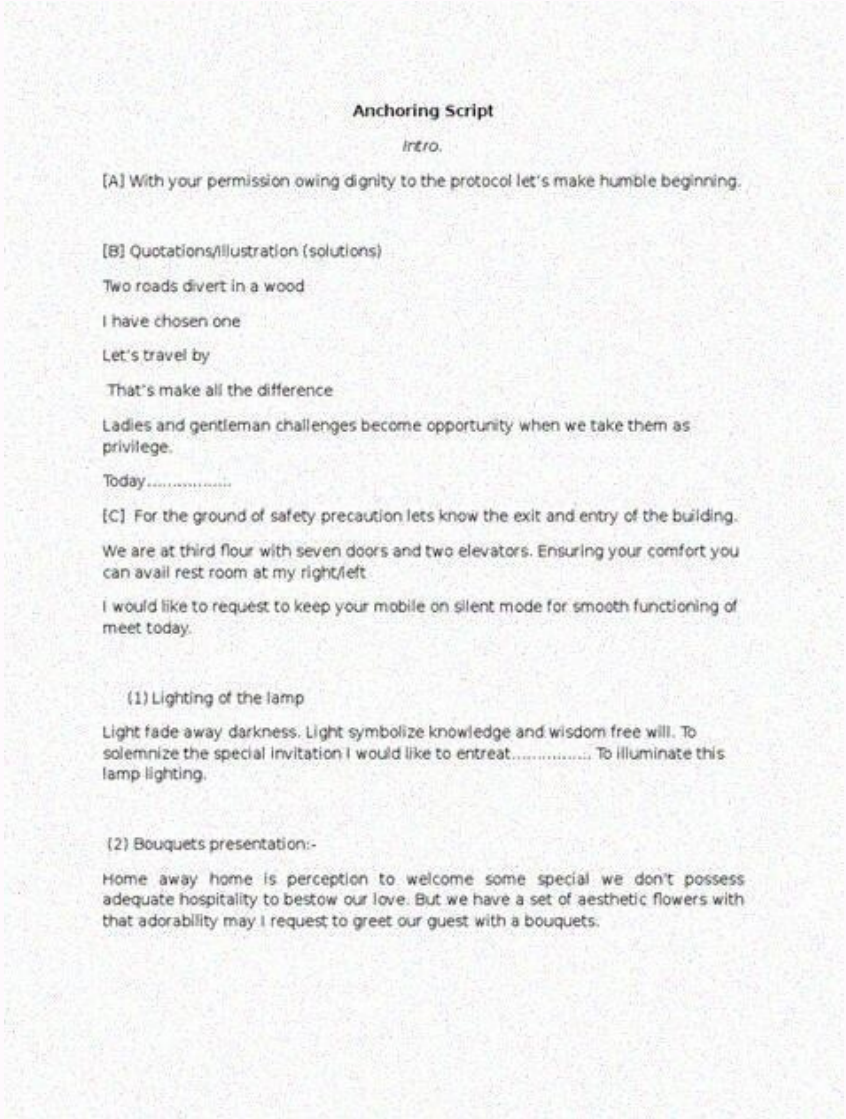 Anchoring Script
Intro.
[A] With your permission owing dignity to the protocol let's make humble beginning.
[B] Quotations/Illustration (solutions)
Two roads divert in a wood
I have chosen one
Let's travel by
That's make all the difference
Ladies and gentleman challenges become opportunity when we take them as
privilege.
Today.................
[C] For the ground of safety precaution lets know the exit and entry of the building.
We are at third flour with seven doors and two elevators. Ensuring your comfort you
can avail rest room at my right/left
I would like to request to keep your mobile on silent mode for smooth functioning of
meet today.
(1) Lighting of the lamp
Light fade away darkness. Light symbolize knowledge and wisdom free will. To
solemnize the special invitation I would like to entreat................ To illuminate this
lamp lighting.
(2) Bouquets presentation:-
Home away home is perception to welcome some special we don't possess
adequate hospitality to bestow our love. But we have a set of aesthetic flowers with
that adorability may I request to greet our guest with a bouquets.